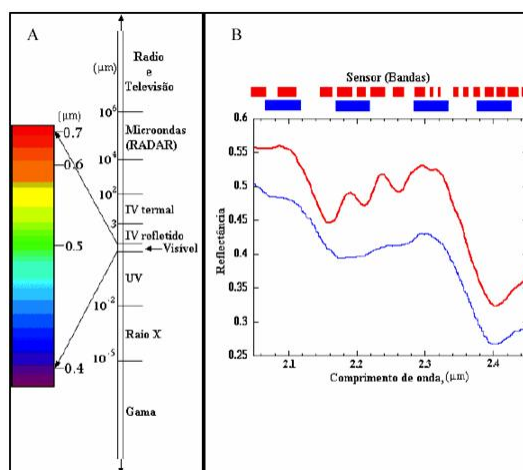 A
(μm)
Radio
e
Televisão
10⁶
Microondas
(RADAR)
10⁴
10²
IV termal
3
IV refletido
Visível
UV
10⁻²
Raio X
10⁻⁵
Gama
(μm)
0.7
0.6
0.5
0.4
B
Sensor (Bandas)
0.6
0.55
0.5
0.45
0.4
0.35
0.3
0.25
Reflectância
2.1
2.2
2.3
2.4
Comprimento de onda, (μm)